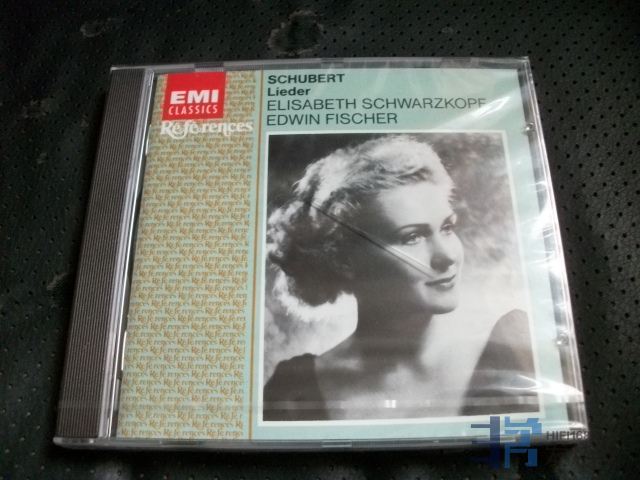 EMI
CLASSICS
References
SCHUBERT
Lieder
ELISABETH SCHWARZKOPF
EDWIN FISCHER